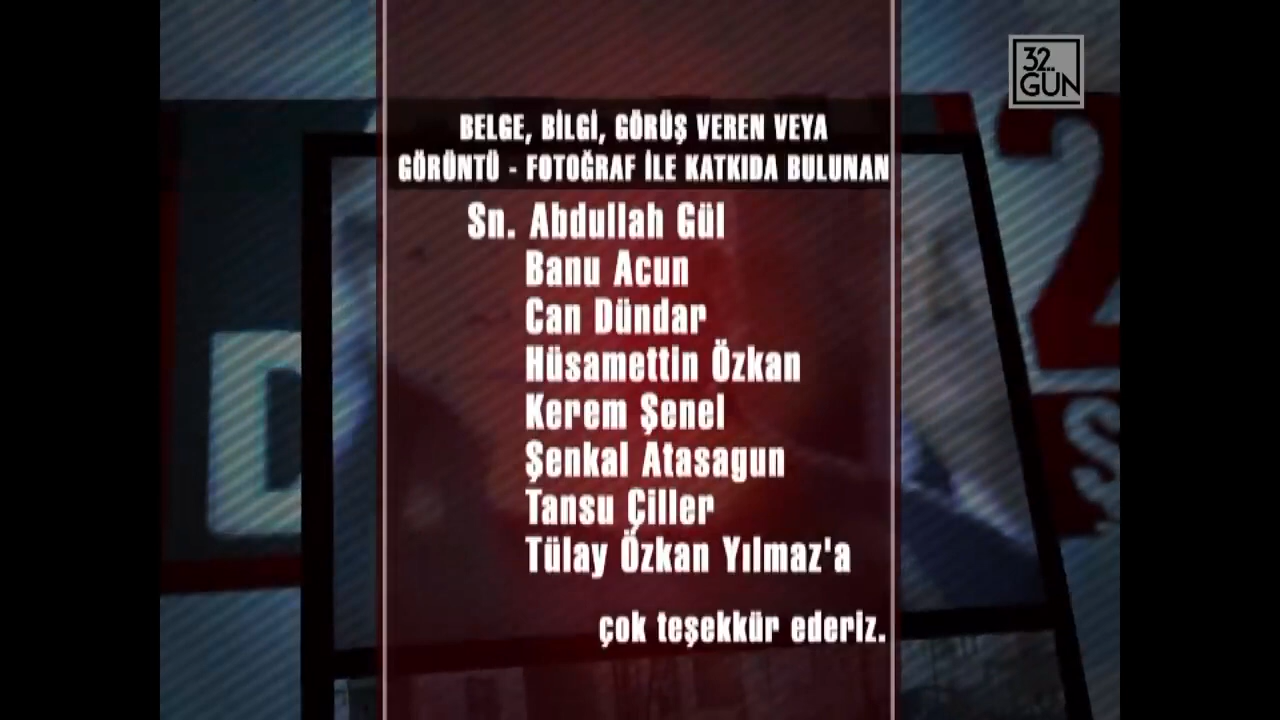 32.
GÜN
BELGE, BİLGİ, GÖRÜŞ VEREN VEYA
GÖRÜNTÜ - FOTOĞRAF İLE KATKIDA BULUNAN
Sn. Abdullah Gül
Banu Acun
Can Dündar
Hüsamettin Özkan
Kerem Şenel
Şenkal Atasagun
Tansu Çiller
Tülay Özkan Yılmaz'a
çok teşekkür ederiz.